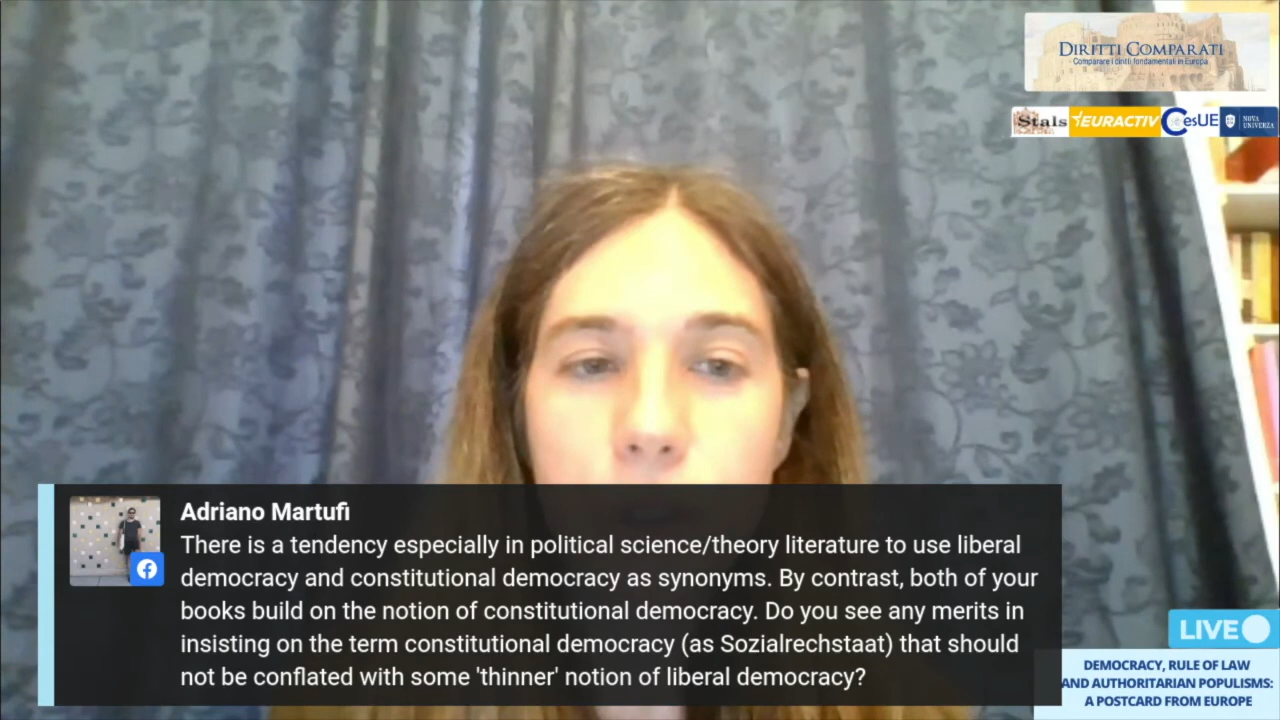 DIRITTI COMPARATI
Comparare i diritti fondamentali in Europa
Stals
EURACTIV
CesUE
NOVA
UNIVERZA
Adriano Martufi
There is a tendency especially in political science/theory literature to use liberal
democracy and constitutional democracy as synonyms. By contrast, both of your
books build on the notion of constitutional democracy. Do you see any merits in
insisting on the term constitutional democracy (as Sozialrechstaat) that should
not be conflated with some 'thinner' notion of liberal democracy?
LIVE
DEMOCRACY, RULE OF LAW
AND AUTHORITARIAN POPULISMS:
A POSTCARD FROM EUROPE